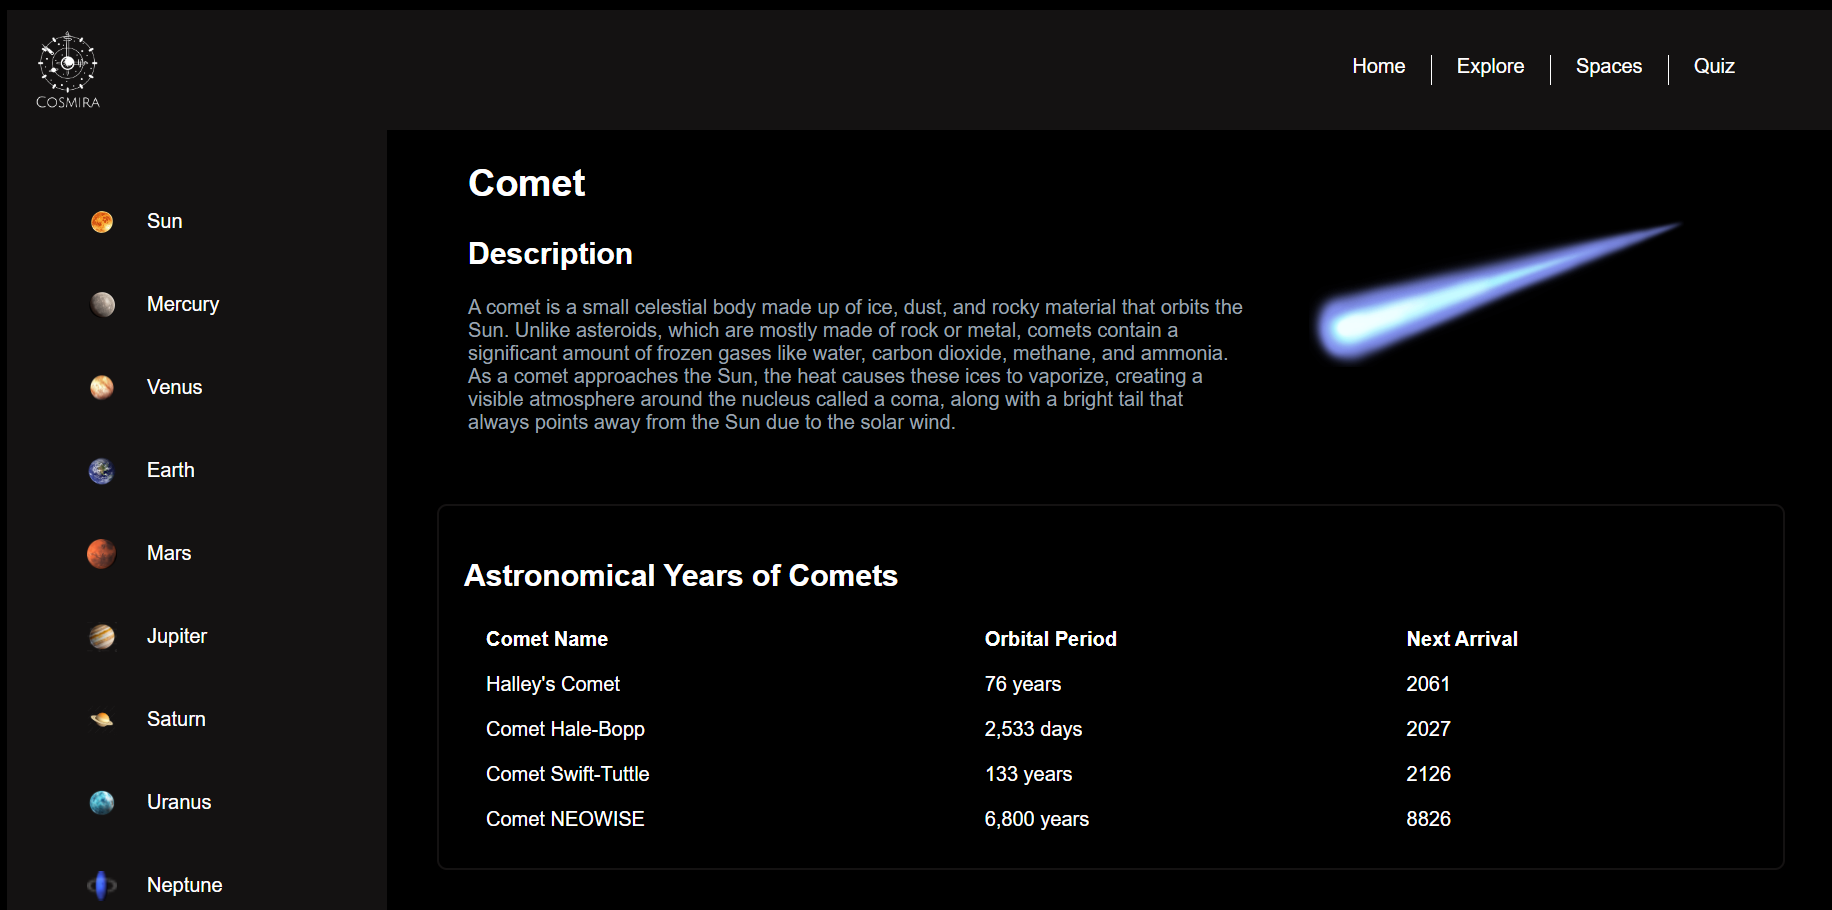 COSMIRA
Home
Explore
Spaces
Quiz
Sun
Mercury
Venus
Earth
Mars
Jupiter
Saturn
Uranus
Neptune
Comet
Description
A comet is a small celestial body made up of ice, dust, and rocky material that orbits the
Sun. Unlike asteroids, which are mostly made of rock or metal, comets contain a
significant amount of frozen gases like water, carbon dioxide, methane, and ammonia.
As a comet approaches the Sun, the heat causes these ices to vaporize, creating a
visible atmosphere around the nucleus called a coma, along with a bright tail that
always points away from the Sun due to the solar wind.
Astronomical Years of Comets
Comet Name Orbital Period Next Arrival
Halley's Comet 76 years 2061
Comet Hale-Bopp 2,533 days 2027
Comet Swift-Tuttle 133 years 2126
Comet NEOWISE 6,800 years 8826